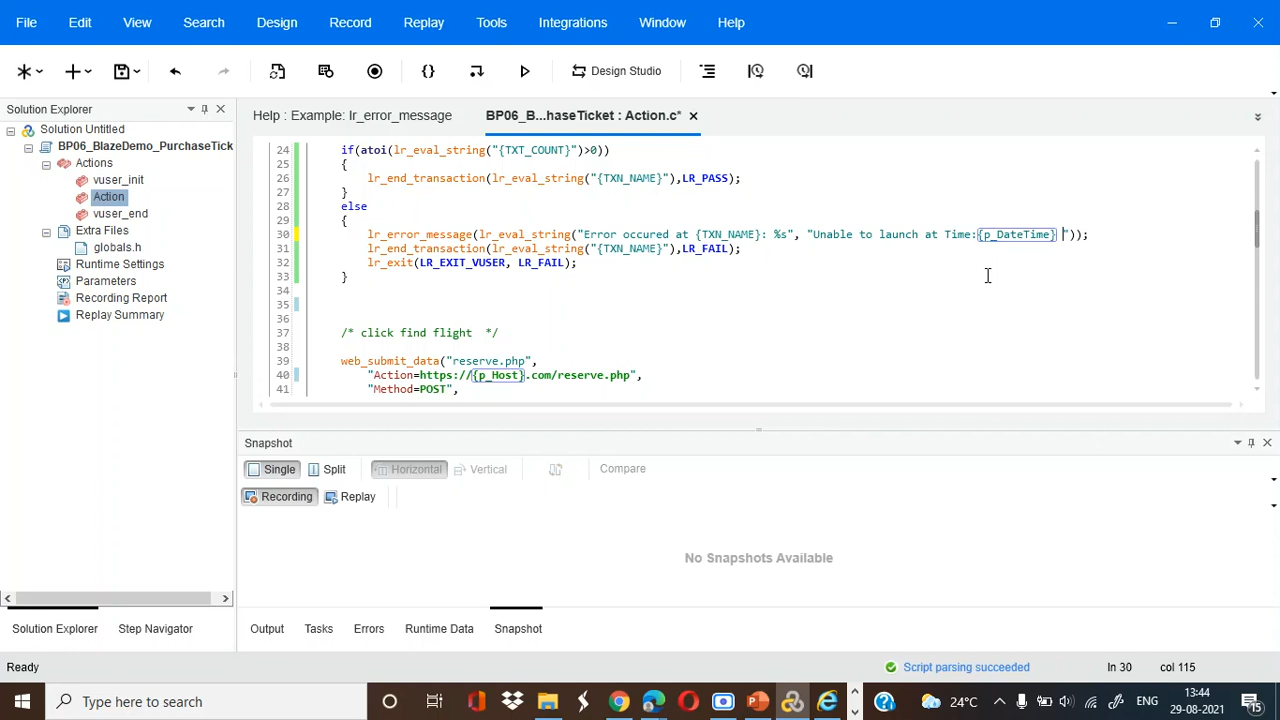 File Edit View Search Design Record Replay Tools Integrations Window Help
Design Studio
Solution Explorer
Help : Example: lr_error_message
BP06_B...haseTicket : Action.c*
Solution Untitled
BP06_BlazeDemo_PurchaseTick
Actions
vuser_init
Action
vuser_end
Extra Files
globals.h
Runtime Settings
Parameters
Recording Report
Replay Summary
24 if(atoi(lr_eval_string("{TXT_COUNT}")>0))
25 {
26 lr_end_transaction(lr_eval_string("{TXN_NAME}"),LR_PASS);
27 }
28 else
29 {
30 lr_error_message(lr_eval_string("Error occured at {TXN_NAME}: %s", "Unable to launch at Time:{p_DateTime} "));
31 lr_end_transaction(lr_eval_string("{TXN_NAME}"),LR_FAIL);
32 lr_exit(LR_EXIT_VUSER, LR_FAIL);
33 }
34
35
36
37 /* click find flight */
38
39 web_submit_data("reserve.php",
40 "Action=https://{p_Host}.com/reserve.php",
41 "Method=POST",
Snapshot
Single Split Horizontal Vertical Compare
Recording Replay
No Snapshots Available
Solution Explorer Step Navigator
Output Tasks Errors Runtime Data Snapshot
Ready
Script parsing succeeded
ln 30
col 115
Type here to search
24°C
ENG
13:44
29-08-2021
15